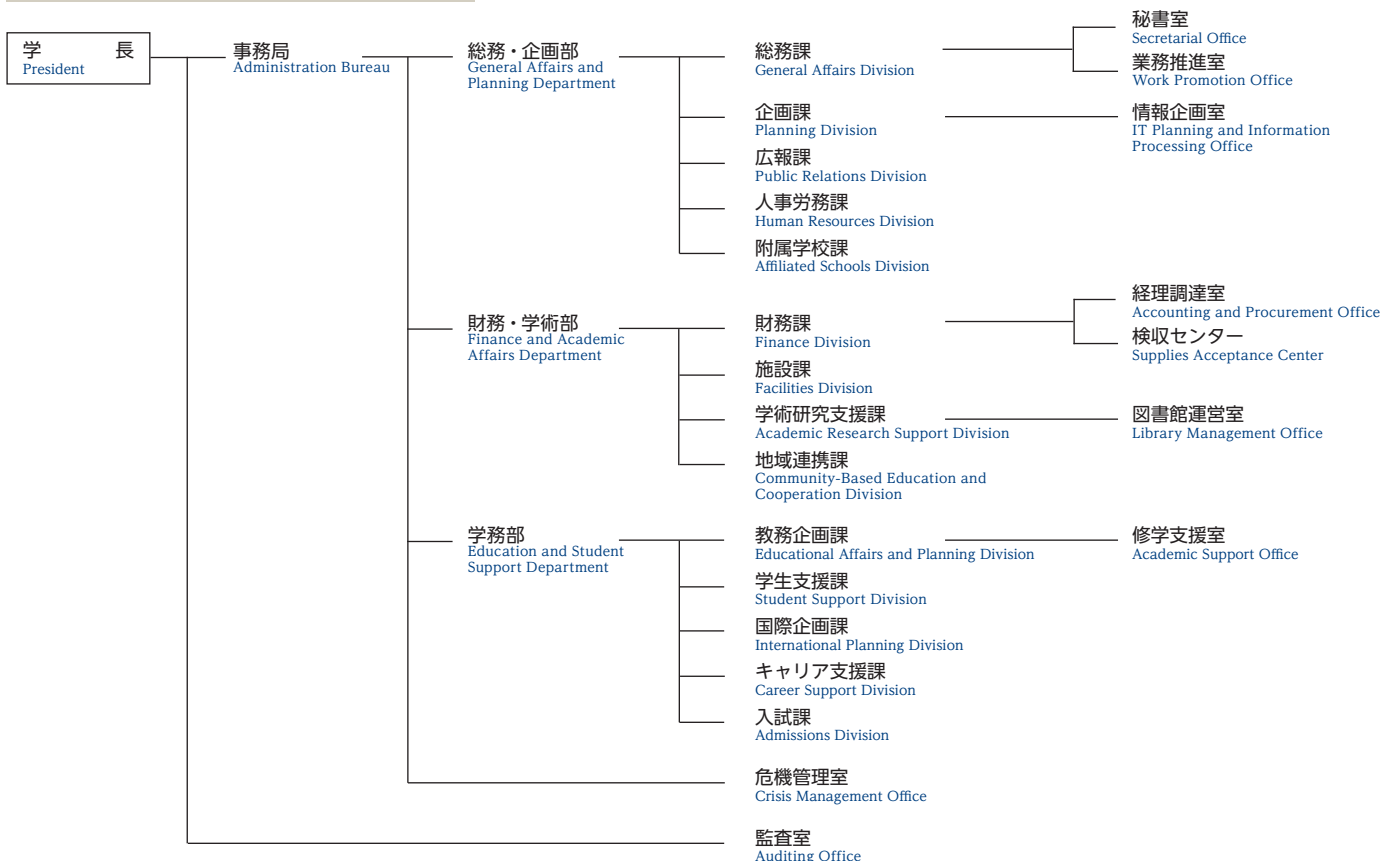 学 長
President
事務局
Administration Bureau
総務・企画部
General Affairs and
Planning Department
総務課
General Affairs Division
秘書室
Secretarial Office
業務推進室
Work Promotion Office
企画課
Planning Division
情報企画室
IT Planning and Information
Processing Office
広報課
Public Relations Division
人事労務課
Human Resources Division
附属学校課
Affiliated Schools Division
財務・学術部
Finance and Academic
Affairs Department
財務課
Finance Division
経理調達室
Accounting and Procurement Office
検収センター
Supplies Acceptance Center
施設課
Facilities Division
学術研究支援課
Academic Research Support Division
図書館運営室
Library Management Office
地域連携課
Community-Based Education and
Cooperation Division
学務部
Education and Student
Support Department
教務企画課
Educational Affairs and Planning Division
修学支援室
Academic Support Office
学生支援課
Student Support Division
国際企画課
International Planning Division
キャリア支援課
Career Support Division
入試課
Admissions Division
危機管理室
Crisis Management Office
監査室
Auditing Office